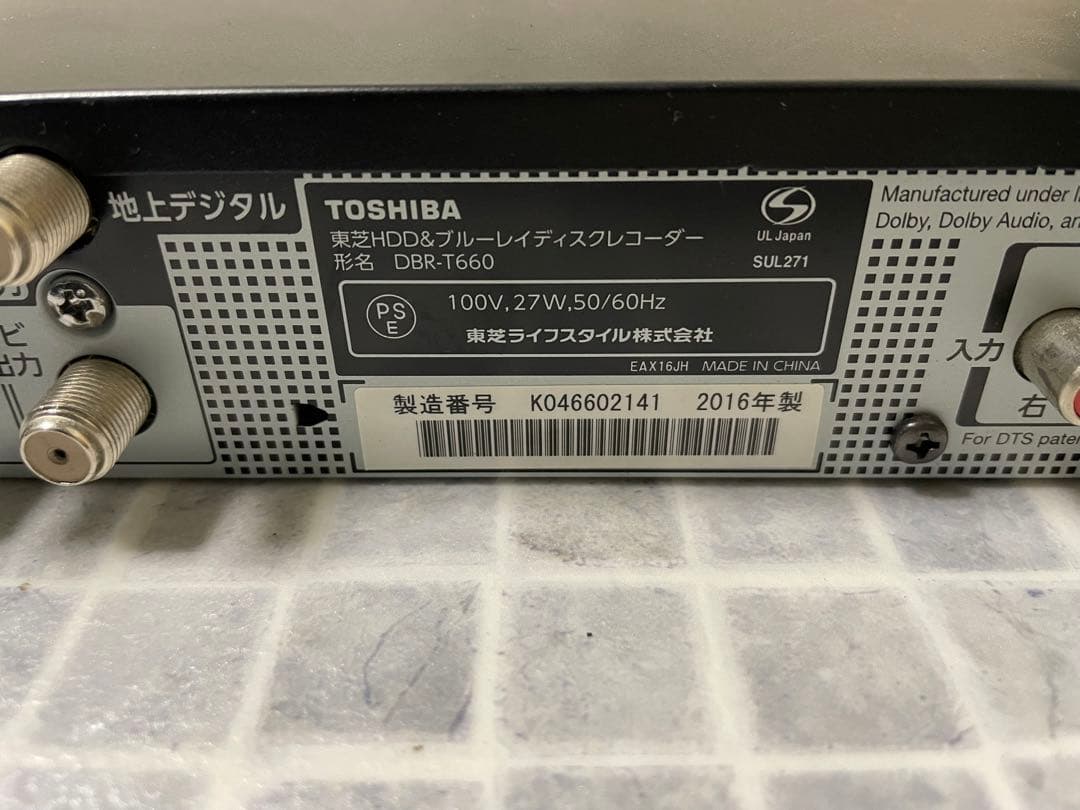 地上デジタル
TOSHIBA
東芝HDD&ブルーレイディスクレコーダー
形名 DBR-T660
UL Japan
SUL271
PS
E
100V,27W,50/60Hz
東芝ライフスタイル株式会社
EAX16JH MADE IN CHINA
製造番号 K046602141 2016年製
Manufactured under
Dolby, Dolby Audio,
入力
右
For DTS
ビ
出力